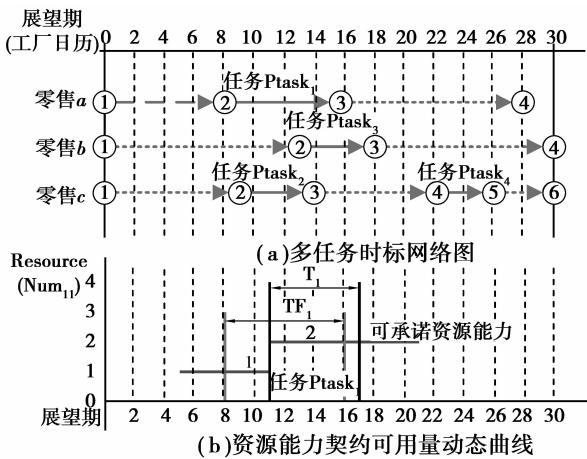 展望期
(工厂日历) 0 2 4 6 8 10 12 14 16 18 20 22 24 26 28 30
任务Ptask1
零售a ① ② ③ ④
任务Ptask3
零售b ① ② ③ ④
任务Ptask2 任务Ptask4
零售c ① ② ③ ④ ⑤ ⑥
(a)多任务时标网络图
Resource
(Num11)
4
T1
3
TF1
2 2 可承诺资源能力
1 1
任务Ptask
0
展望期 2 4 6 8 10 12 14 16 18 20 22 24 26 28 30
(b)资源能力契约可用量动态曲线